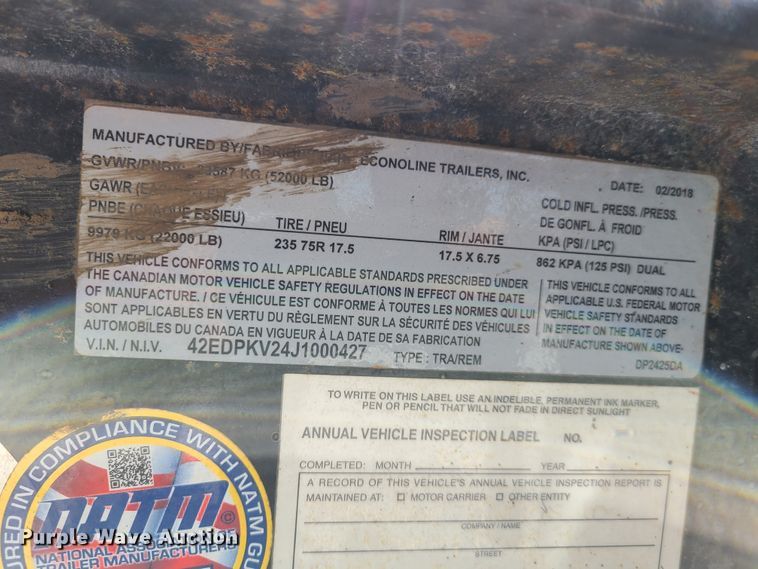 MANUFACTURED BY/ ECONOLINE TRAILERS, INC.
DATE: 02/2018
GVWR/PNBV 23587 KG (52000 LB)
GAWR
COLD INFL. PRESS. /PRESS.
PNBE (CHAQUE ESSIEU) TIRE / PNEU RIM / JANTE DE GONFL. À FROID
KPA (PSI / LPC)
9979 KG (22000 LB) 235 75R 17.5 17.5 X 6.75 862 KPA (125 PSI) DUAL
THIS VEHICLE CONFORMS TO ALL APPLICABLE STANDARDS PRESCRIBED UNDER
THE CANADIAN MOTOR VEHICLE SAFETY REGULATIONS IN EFFECT ON THE DATE
OF MANUFACTURE. / CE VÉHICULE EST CONFORME À TOUTES LES NORMES QUI LUI
SONT APPLICABLES EN VERTU DU RÈGLEMENT SUR LA SÉCURITÉ DES VÉHICULES
AUTOMOBILES DU CANADA EN VIGUEUR À LA DATE DE SA FABRICATION
THIS VEHICLE CONFORMS TO ALL
APPLICABLE U.S. FEDERAL MOTOR
VEHICLE SAFETY STANDARDS
IN EFFECT ON THE DATE OF
MANUFACTURE SHOWN ABOVE-
V.I.N. / N.I.V. 42EDPKV24J1000427 TYPE : TRA/REM DP2425DA
TO WRITE ON THIS LABEL USE AN INDELIBLE, PERMANENT INK MARKER,
PEN OR PENCIL THAT WILL NOT FADE IN DIRECT SUNLIGHT
ANNUAL VEHICLE INSPECTION LABEL NO.
COMPLETED: MONTH YEAR
A RECORD OF THIS VEHICLE'S ANNUAL VEHICLE INSPECTION REPORT IS
MAINTAINED AT: ☐ MOTOR CARRIER ☐ OTHER ENTITY
COMPANY / NAME
STREET
IN COMPLIANCE WITH NATM
NATM
NATIONAL
TRAILER MANUFACTURERS
Purple Wave Auction